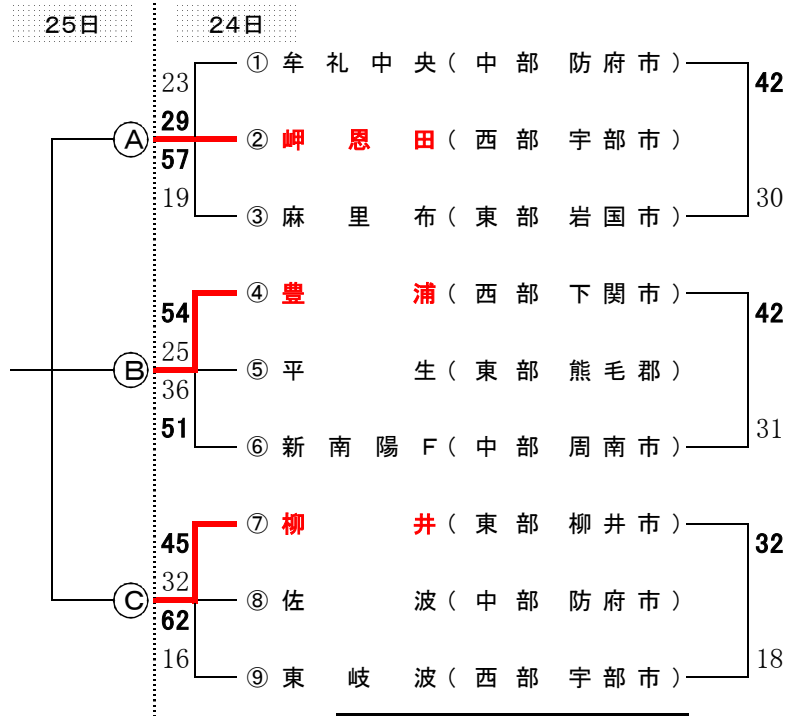 25日 24日
① 牟礼中央(中部 防府市)
23 42
29
Ⓐ ② 岬恩田(西部 宇部市)
57
19 30
③ 麻里布(東部 岩国市)
④ 豊浦(西部 下関市)
54 42
25
Ⓑ ⑤ 平生(東部 熊毛郡)
36
51 31
⑥ 新南陽F(中部 周南市)
⑦ 柳井(東部 柳井市)
45 32
32
Ⓒ ⑧ 佐波(中部 防府市)
62
16 18
⑨ 東岐波(西部 宇部市)